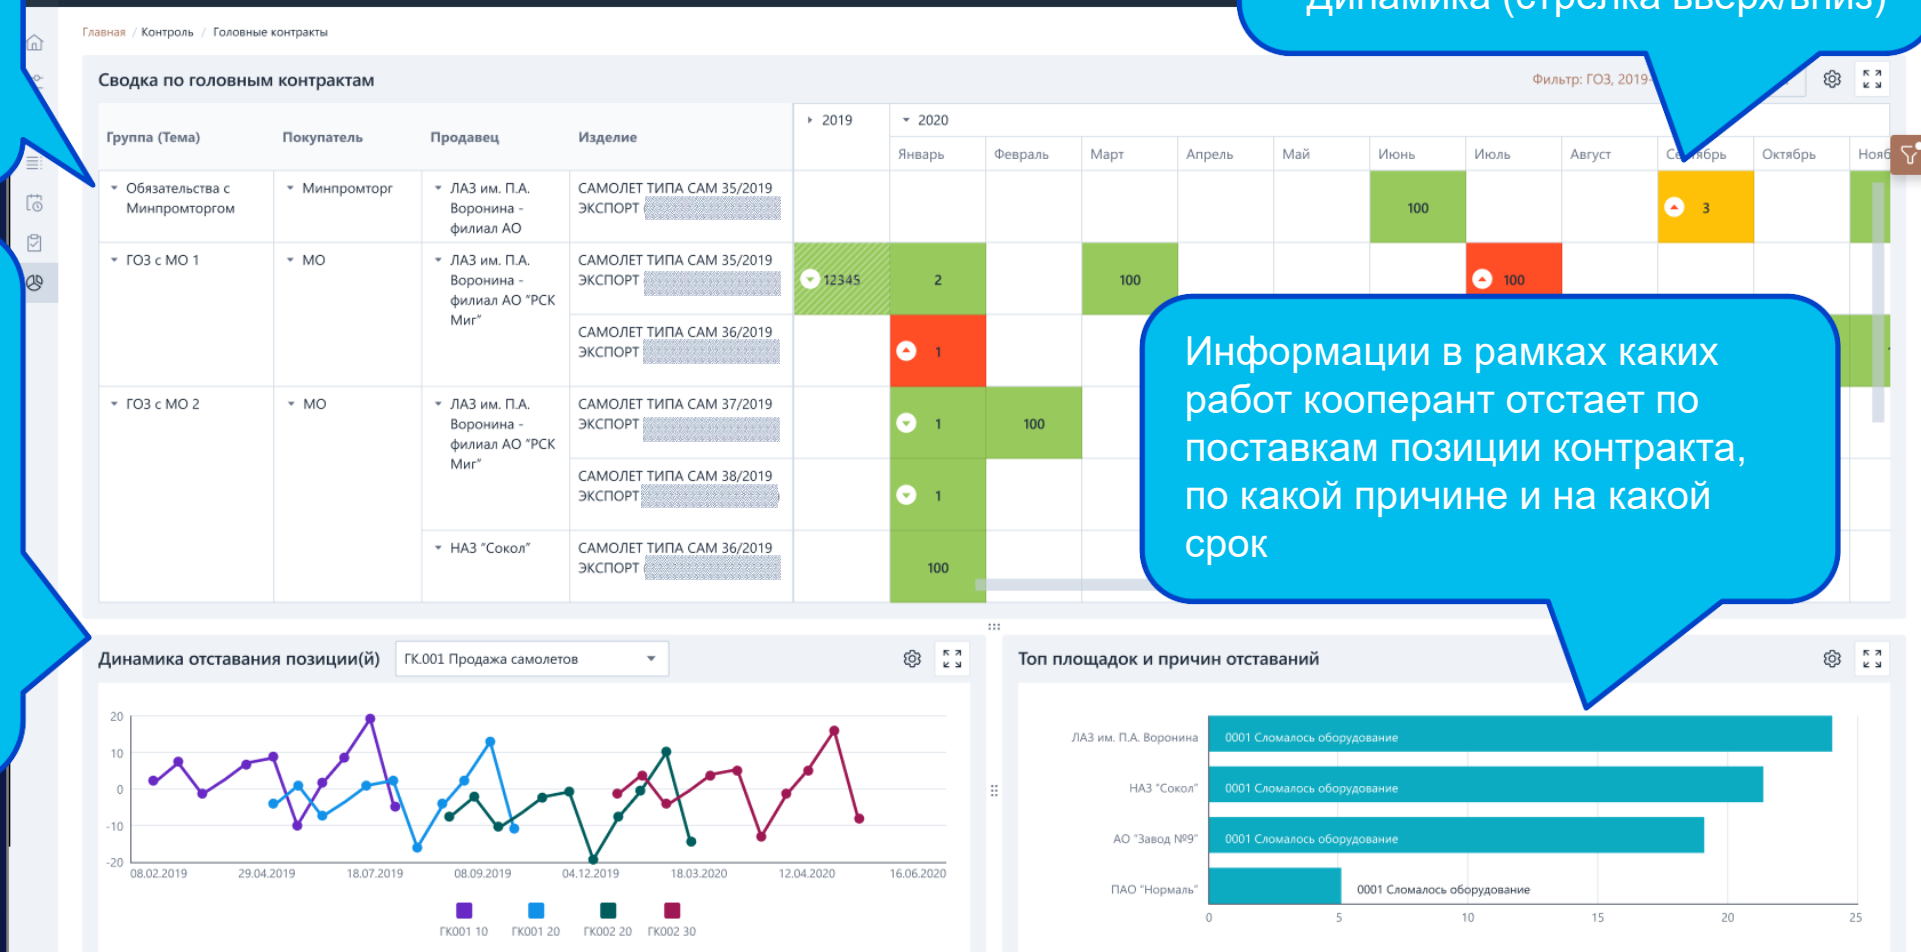 Динамика (стрелка вверх/вниз)
Главная / Контроль / Головные контракты
Сводка по головным контрактам
Фильтр: ГОЗ, 2019-
Группа (Тема)
Покупатель
Продавец
Изделие
2019
2020
Январь
Февраль
Март
Апрель
Май
Июнь
Июль
Август
Сентябрь
Октябрь
Нояб
Обязательства с
Минпромторгом
Минпромторг
ЛАЗ им. П.А.
Воронина -
филиал АО
САМОЛЕТ ТИПА САМ 35/2019
ЭКСПОРТ
100
3
ГОЗ с МО 1
МО
ЛАЗ им. П.А.
Воронина -
филиал АО "РСК
Миг"
САМОЛЕТ ТИПА САМ 35/2019
ЭКСПОРТ
12345
2
100
100
САМОЛЕТ ТИПА САМ 36/2019
ЭКСПОРТ
1
ГОЗ с МО 2
МО
ЛАЗ им. П.А.
Воронина -
филиал АО "РСК
Миг"
САМОЛЕТ ТИПА САМ 37/2019
ЭКСПОРТ
1
100
САМОЛЕТ ТИПА САМ 38/2019
ЭКСПОРТ
1
НАЗ "Сокол"
САМОЛЕТ ТИПА САМ 36/2019
ЭКСПОРТ
100
Информации в рамках каких
работ кооперант отстает по
поставкам позиции контракта,
по какой причине и на какой
срок
Динамика отставания позиции(й)
ГК.001 Продажа самолетов
20
10
0
-10
-20
08.02.2019
29.04.2019
18.07.2019
08.09.2019
04.12.2019
18.03.2020
12.04.2020
16.06.2020
ГК001 10
ГК001 20
ГК002 20
ГК002 30
Топ площадок и причин отставаний
ЛАЗ им. П.А. Воронина
0001 Сломалось оборудование
НАЗ "Сокол"
0001 Сломалось оборудование
АО "Завод №9"
0001 Сломалось оборудование
ПАО "Нормаль"
0001 Сломалось оборудование
0
5
10
15
20
25